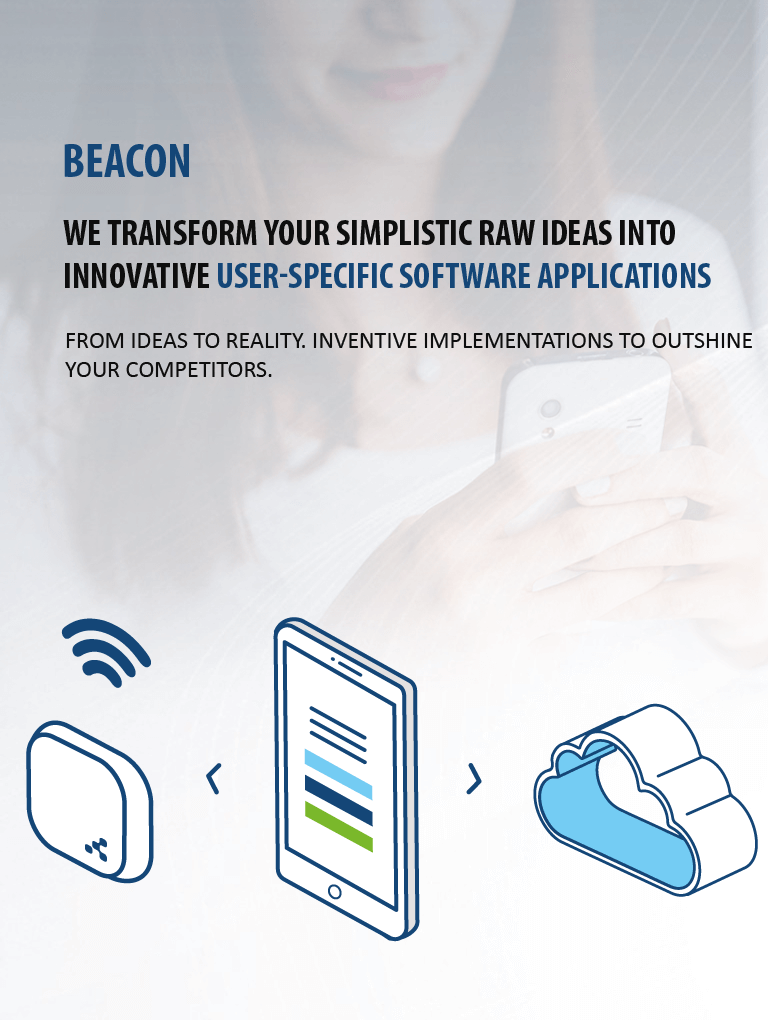 BEACON
WE TRANSFORM YOUR SIMPLISTIC RAW IDEAS INTO
INNOVATIVE USER-SPECIFIC SOFTWARE APPLICATIONS
FROM IDEAS TO REALITY. INVENTIVE IMPLEMENTATIONS TO OUTSHINE
YOUR COMPETITORS.